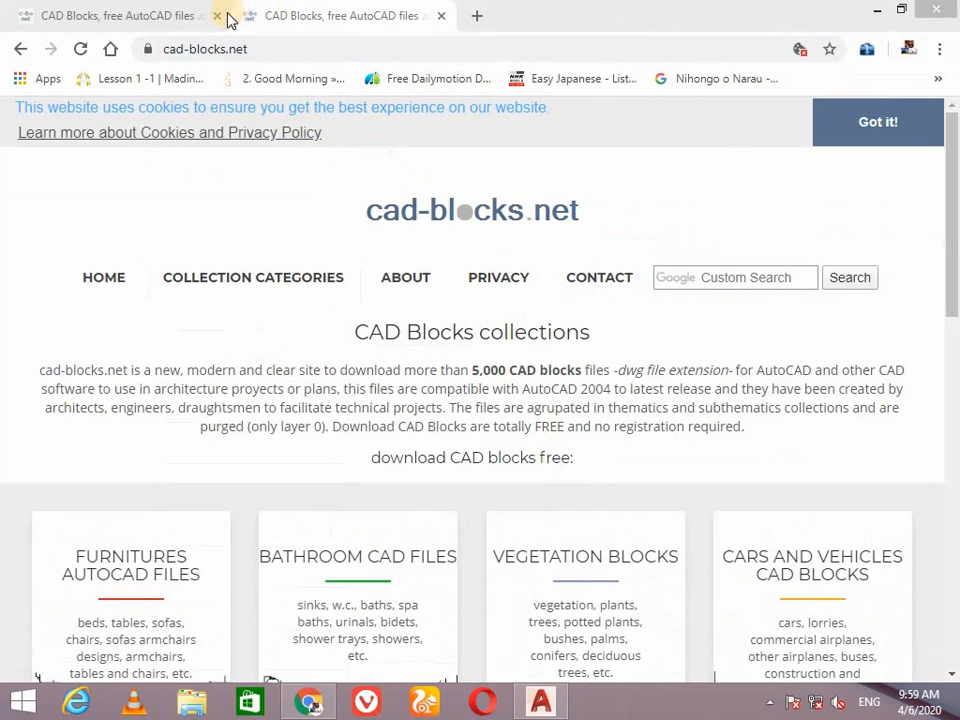 CAD Blocks, free AutoCAD files
CAD Blocks, free AutoCAD files
cad-blocks.net
Apps
Lesson 1 -1 | Madin...
2. Good Morning »...
Free Dailymotion D...
Easy Japanese - List...
Nihongo o Narau -...
»
This website uses cookies to ensure you get the best experience on our website.
Learn more about Cookies and Privacy Policy
Got it!
cad-blocks.net
HOME
COLLECTION CATEGORIES
ABOUT
PRIVACY
CONTACT
Google Custom Search
Search
CAD Blocks collections
cad-blocks.net is a new, modern and clear site to download more than 5,000 CAD blocks files -dwg file extension- for AutoCAD and other CAD
software to use in architecture proyects or plans, this files are compatible with AutoCAD 2004 to latest release and they have been created by
architects, engineers, draughtsmen to facilitate technical projects. The files are agrupated in thematics and subthematics collections and are
purged (only layer 0). Download CAD Blocks are totally FREE and no registration required.
download CAD blocks free:
FURNITURES
AUTOCAD FILES
beds, tables, sofas,
chairs, sofas armchairs
designs, armchairs,
tables and chairs, etc.
BATHROOM CAD FILES
sinks, w.c., baths, spa
baths, urinals, bidets,
shower trays, showers,
etc.
VEGETATION BLOCKS
vegetation, plants,
trees, potted plants,
bushes, palms,
conifers, deciduous
trees, etc.
CARS AND VEHICLES
CAD BLOCKS
cars, lorries,
commercial airplanes,
other airplanes, buses,
construction and
ENG
9:59 AM
4/6/2020